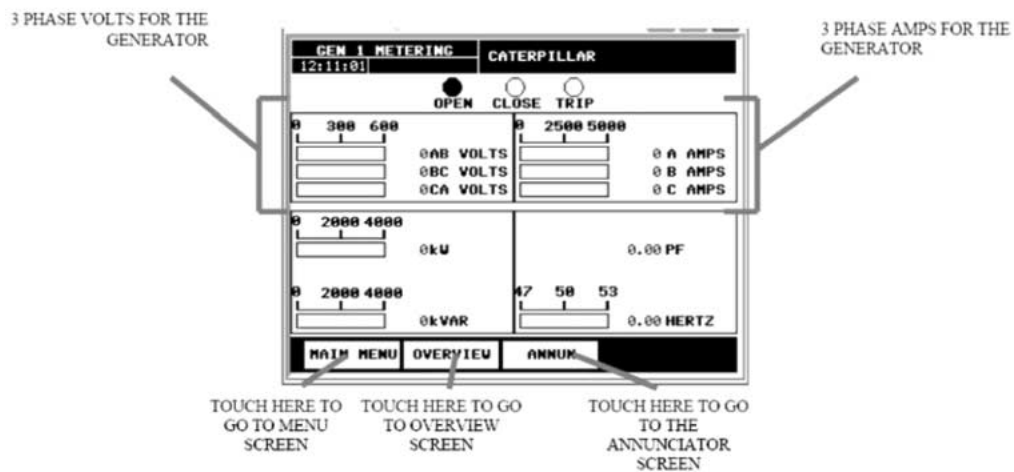 3 PHASE VOLTS FOR THE
GENERATOR
3 PHASE AMPS FOR THE
GENERATOR
GEN 1 METERING
12:11:01
CATERPILLAR
OPEN CLOSE TRIP
0 300 600
0AB VOLTS
0BC VOLTS
0CA VOLTS
0 2500 5000
0 A AMPS
0 B AMPS
0 C AMPS
0 2000 4000
0kW
0.00 PF
0 2000 4000
0kVAR
47 50 53
0.00 HERTZ
MAIN MENU OVERVIEW ANNUN
TOUCH HERE TO
GO TO MENU
SCREEN
TOUCH HERE TO GO
TO OVERVIEW
SCREEN
TOUCH HERE TO GO
TO THE
ANNUNCIATOR
SCREEN